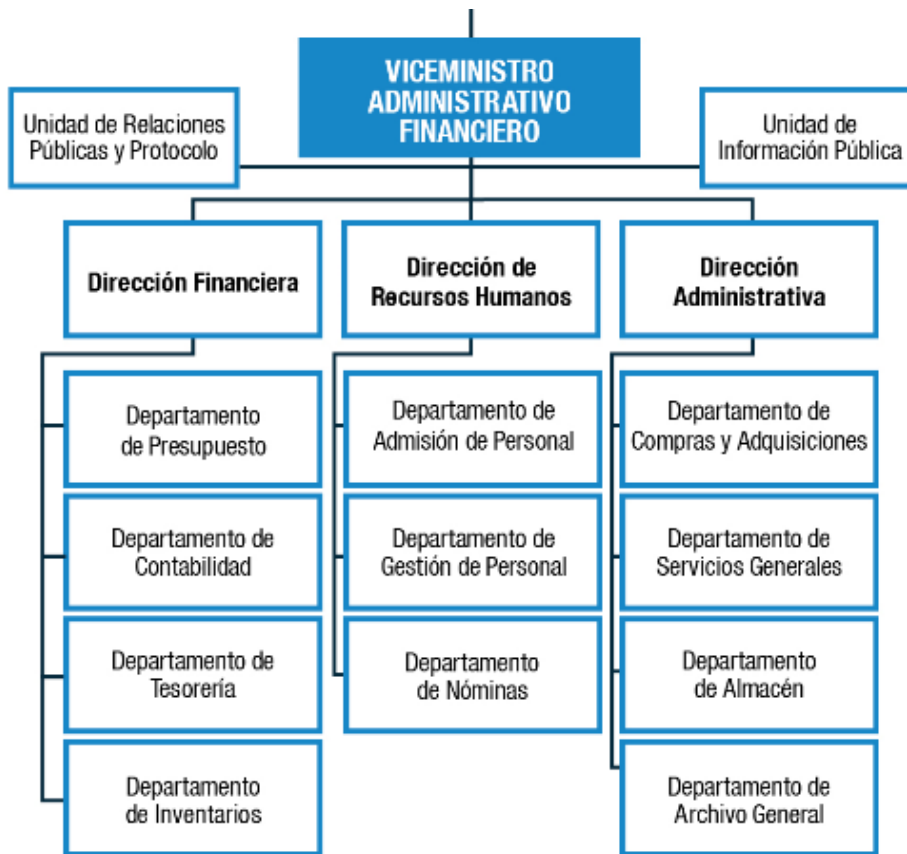 VICEMINISTRO
ADMINISTRATIVO
FINANCIERO
Unidad de Relaciones
Públicas y Protocolo
Unidad de
Información Pública
Dirección Financiera
Dirección de
Recursos Humanos
Dirección
Administrativa
Departamento
de Presupuesto
Departamento de
Contabilidad
Departamento de
Tesorería
Departamento
de Inventarios
Departamento de
Admisión de Personal
Departamento de
Gestión de Personal
Departamento
de Nóminas
Departamento de
Compras y Adquisiciones
Departamento de
Servicios Generales
Departamento
de Almacén
Departamento de
Archivo General